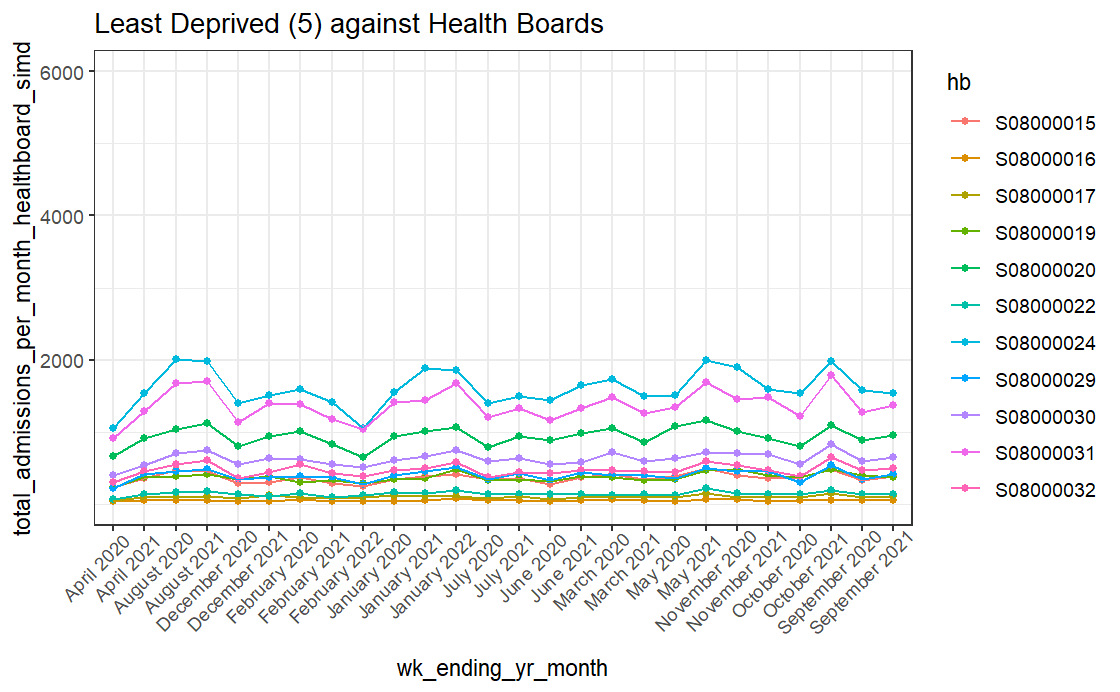 Least Deprived (5) against Health Boards
total_admissions_per_month_healthboard_simd
6000
4000
2000
April 2020
April 2021
August 2020
August 2021
December 2020
December 2021
February 2020
February 2021
February 2022
January 2020
January 2021
January 2022
July 2020
July 2021
June 2020
June 2021
March 2020
March 2021
May 2020
May 2021
November 2020
November 2021
October 2020
October 2021
September 2020
September 2021
wk_ending_yr_month
hb
S08000015
S08000016
S08000017
S08000019
S08000020
S08000022
S08000024
S08000029
S08000030
S08000031
S08000032